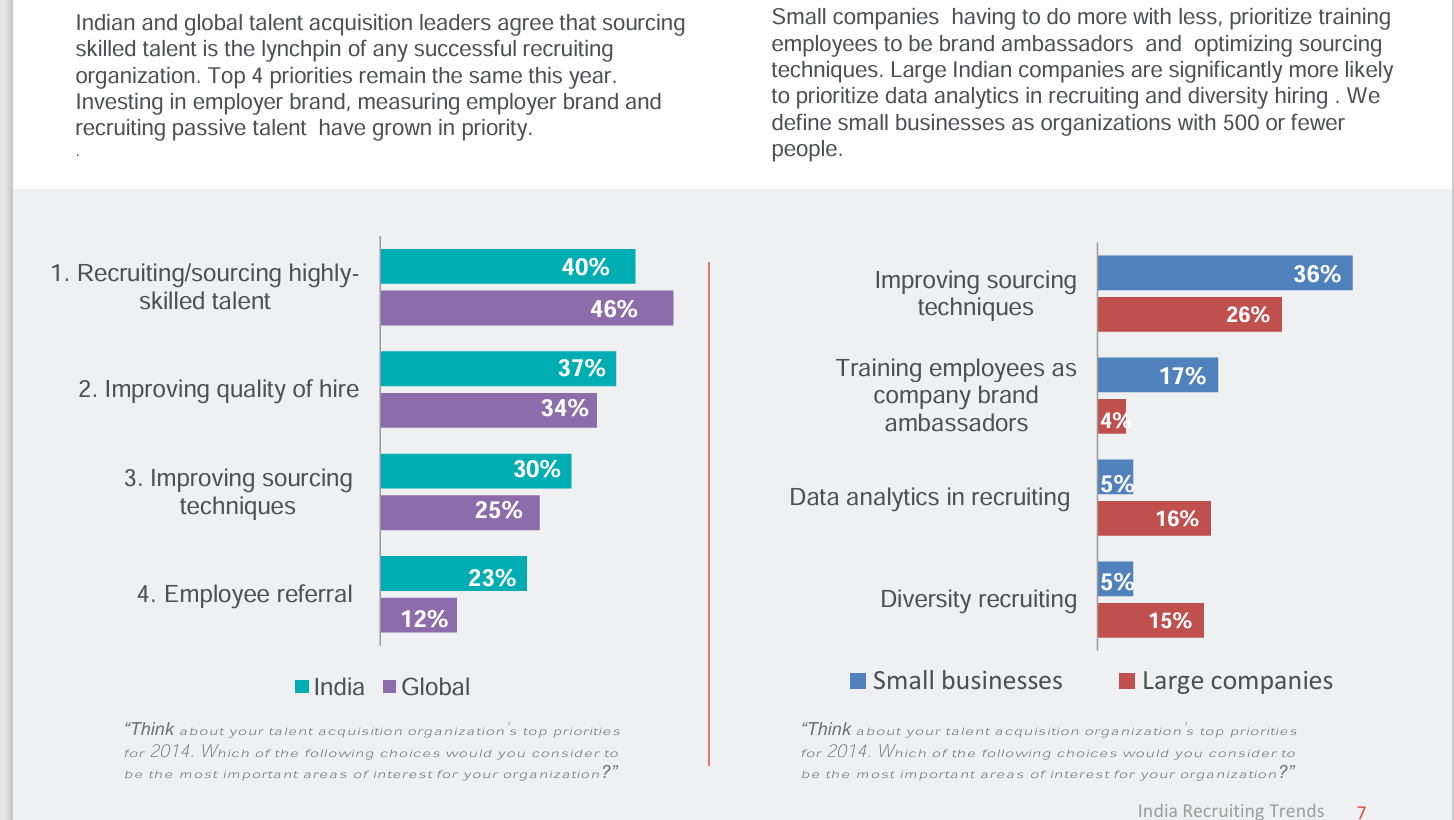 Indian and global talent acquisition leaders agree that sourcing
skilled talent is the lynchpin of any successful recruiting
organization. Top 4 priorities remain the same this year.
Investing in employer brand, measuring employer brand and
recruiting passive talent  have grown in priority.
.
Small companies  having to do more with less, prioritize training
employees to be brand ambassadors  and  optimizing sourcing
techniques. Large Indian companies are significantly more likely
to prioritize data analytics in recruiting and diversity hiring . We
define small businesses as organizations with 500 or fewer
people.
1. Recruiting/sourcing highly-
skilled talent
40%
46%
2. Improving quality of hire
37%
34%
3. Improving sourcing
techniques
30%
25%
4. Employee referral
23%
12%
India Global
“Think about your talent acquisition organization's top priorities
for 2014. Which of the following choices would you consider to
be the most important areas of interest for your organization?”
Improving sourcing
techniques
36%
26%
Training employees as
company brand
ambassadors
17%
4%
Data analytics in recruiting
5%
16%
Diversity recruiting
5%
15%
Small businesses Large companies
“Think about your talent acquisition organization's top priorities
for 2014. Which of the following choices would you consider to
be the most important areas of interest for your organization?”
India Recruiting Trends 7